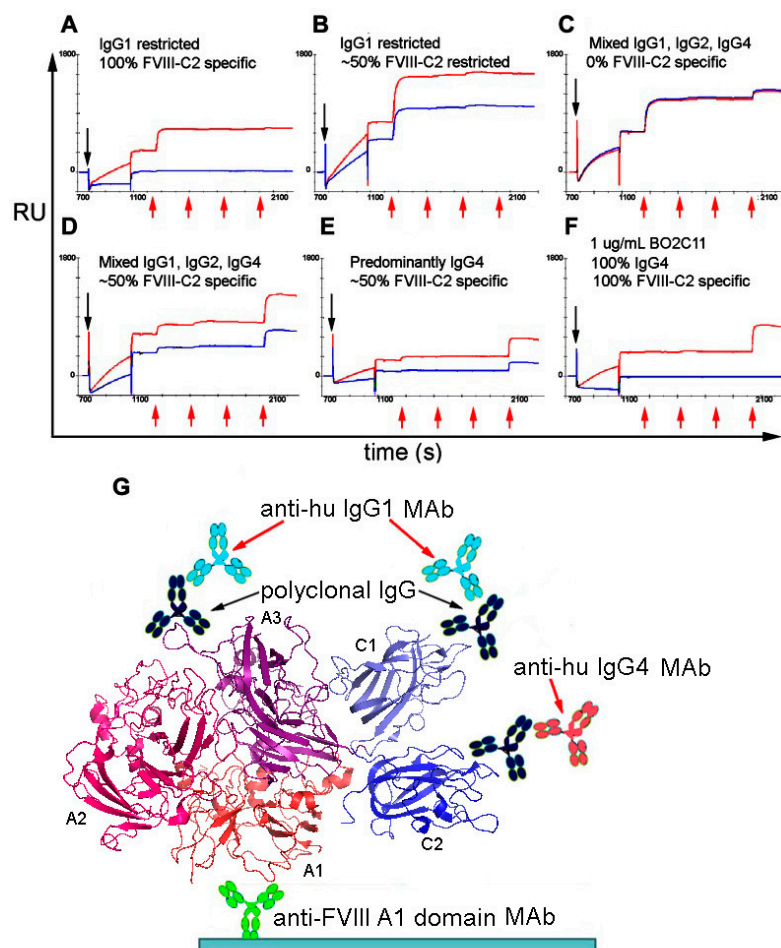 A
IgG1 restricted
100% FVIII-C2 specific
B
IgG1 restricted
~50% FVIII-C2 restricted
C
Mixed IgG1, IgG2, IgG4
0% FVIII-C2 specific
1800
0
700
1100
2100
1800
0
700
1100
2100
1800
0
700
1100
2100
RU
D
Mixed IgG1, IgG2, IgG4
~50% FVIII-C2 specific
E
Predominantly IgG4
~50% FVIII-C2 specific
F
1 ug/mL BO2C11
100% IgG4
100% FVIII-C2 specific
1800
0
700
1100
2100
1800
0
700
1100
2100
1800
0
700
1100
2100
time (s)
G
anti-hu IgG1 MAb
polyclonal IgG
A3
C1
anti-hu IgG4 MAb
A2
C2
A1
anti-FVIII A1 domain MAb